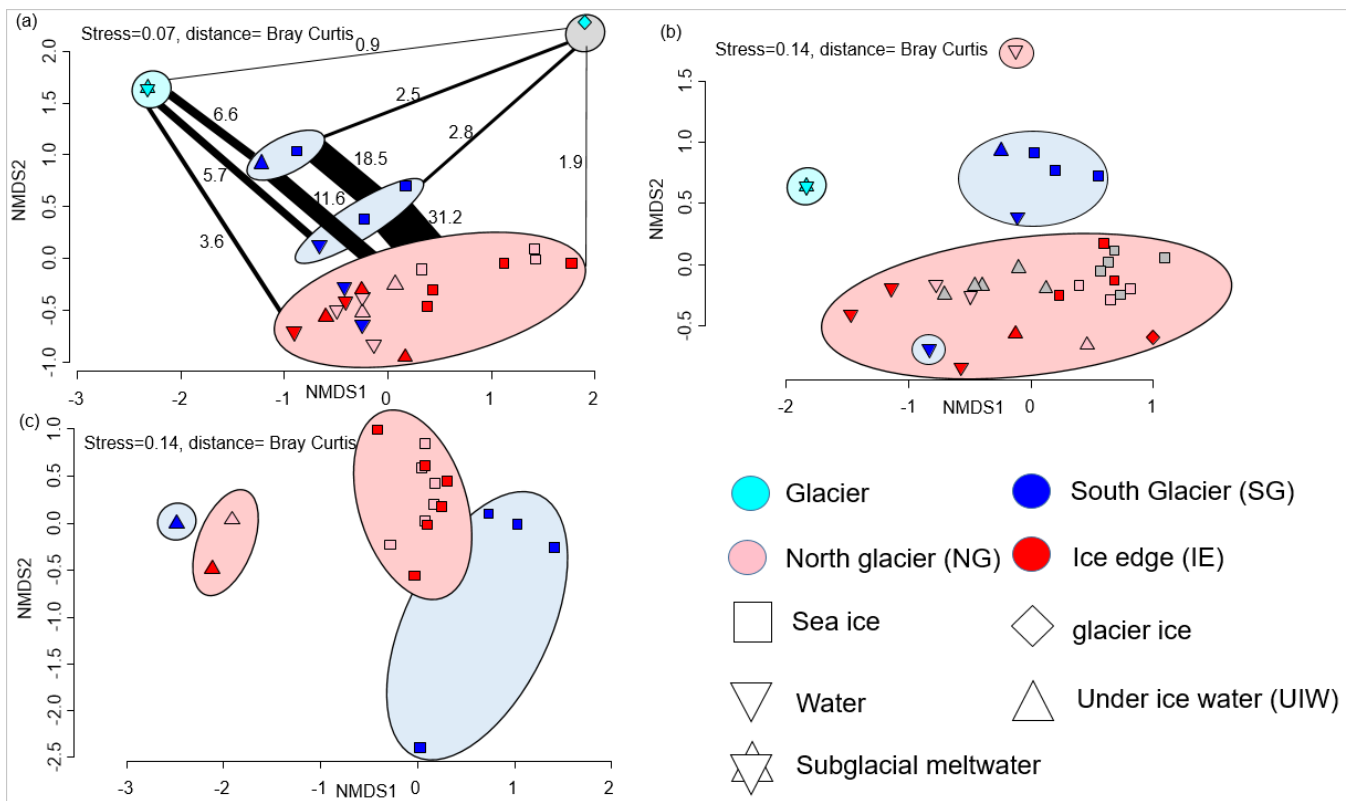 (a)
Stress=0.07, distance= Bray Curtis
0.9
6.6
2.5
2.8
18.5
1.9
5.7
11.6
31.2
3.6
NMDS2
2.0
1.5
1.0
0.5
0.0
-0.5
-1.0
-3 -2 -1 0 1 2
NMDS1
(b)
Stress=0.14, distance= Bray Curtis
NMDS2
1.5
1.0
0.5
0.0
-0.5
-2 -1 0 1
NMDS1
(c)
Stress=0.14, distance= Bray Curtis
NMDS2
1.0
0.5
0.0
-0.5
-1.0
-1.5
-2.0
-2.5
-3 -2 -1 0 1 2
NMDS1
Glacier
South Glacier (SG)
North glacier (NG)
Ice edge (IE)
Sea ice
glacier ice
Water
Under ice water (UIW)
Subglacial meltwater